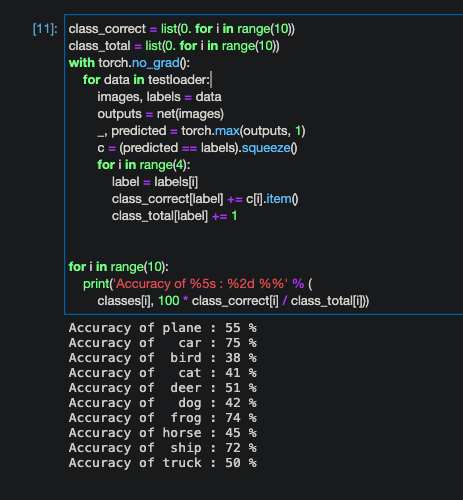 [11]: class_correct = list(0. for i in range(10))
class_total = list(0. for i in range(10))
with torch.no_grad():
    for data in testloader:
        images, labels = data
        outputs = net(images)
        _, predicted = torch.max(outputs, 1)
        c = (predicted == labels).squeeze()
        for i in range(4):
            label = labels[i]
            class_correct[label] += c[i].item()
            class_total[label] += 1
for i in range(10):
    print('Accuracy of %5s : %2d %%' % (
        classes[i], 100 * class_correct[i] / class_total[i]))
Accuracy of plane : 55 %
Accuracy of   car : 75 %
Accuracy of  bird : 38 %
Accuracy of   cat : 41 %
Accuracy of  deer : 51 %
Accuracy of   dog : 42 %
Accuracy of  frog : 74 %
Accuracy of horse : 45 %
Accuracy of  ship : 72 %
Accuracy of truck : 50 %